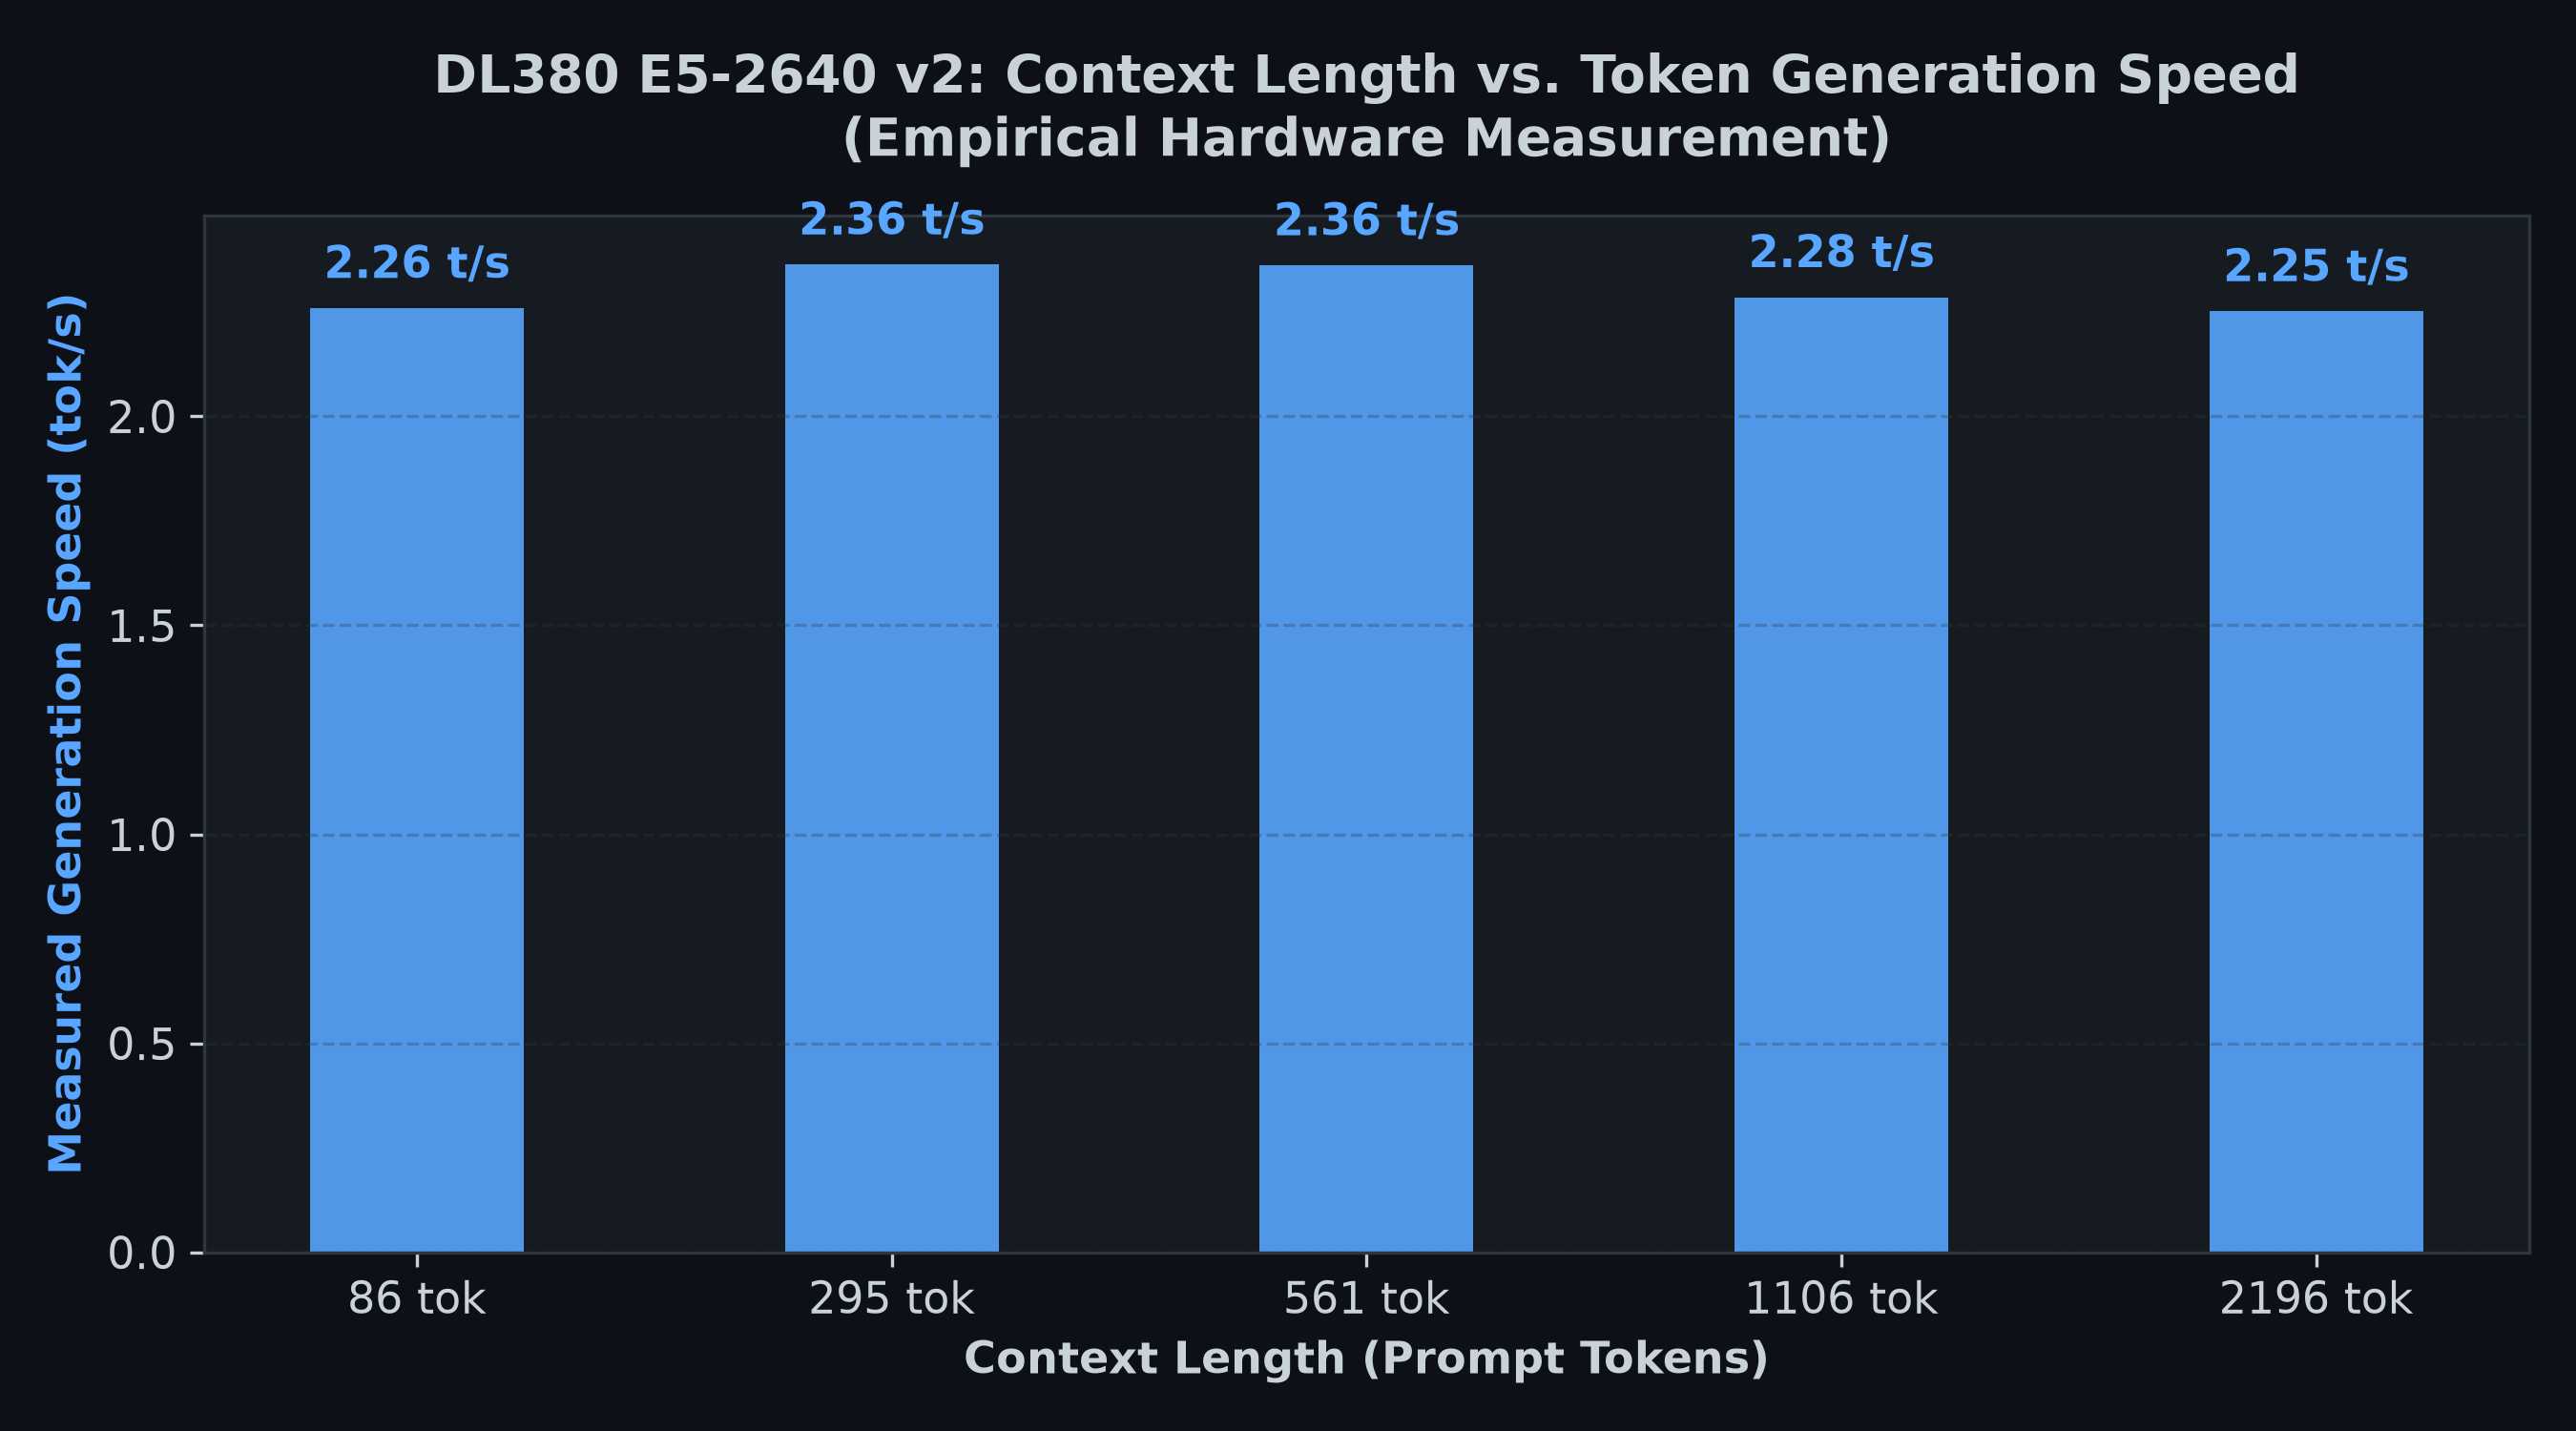 DL380 E5-2640 v2: Context Length vs. Token Generation Speed
(Empirical Hardware Measurement)
2.26 t/s
2.36 t/s
2.36 t/s
2.28 t/s
2.25 t/s
Measured Generation Speed (tok/s)
2.0
1.5
1.0
0.5
0.0
86 tok
295 tok
561 tok
1106 tok
2196 tok
Context Length (Prompt Tokens)